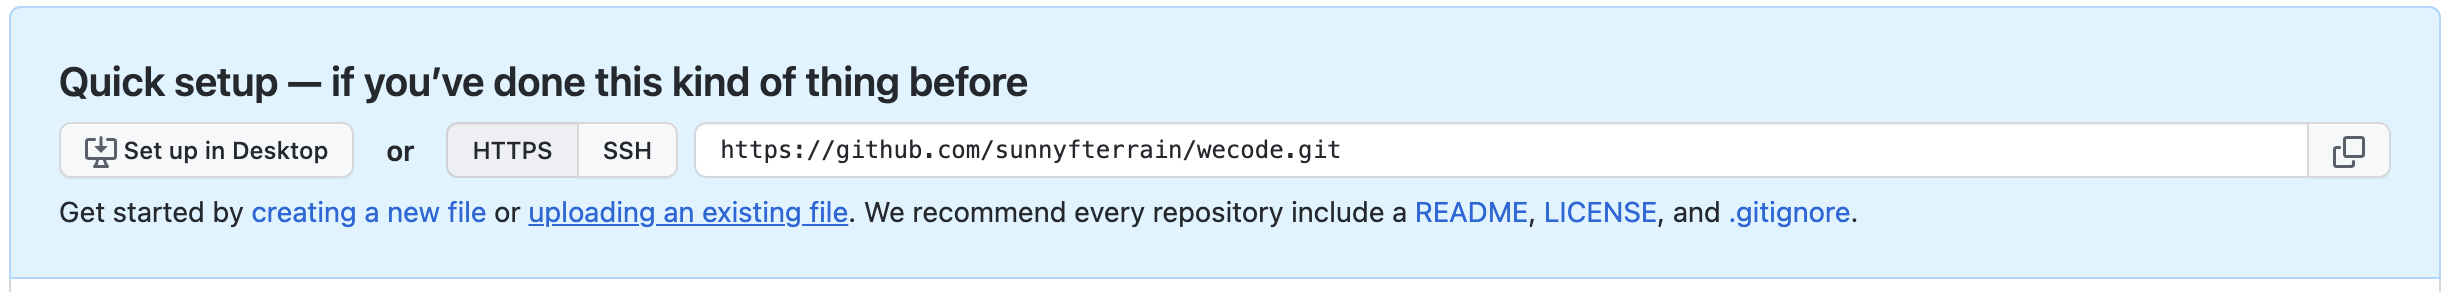 Quick setup — if you’ve done this kind of thing before
Set up in Desktop or HTTPS SSH https://github.com/sunnyfterrain/wecode.git
Get started by creating a new file or uploading an existing file. We recommend every repository include a README, LICENSE, and .gitignore.